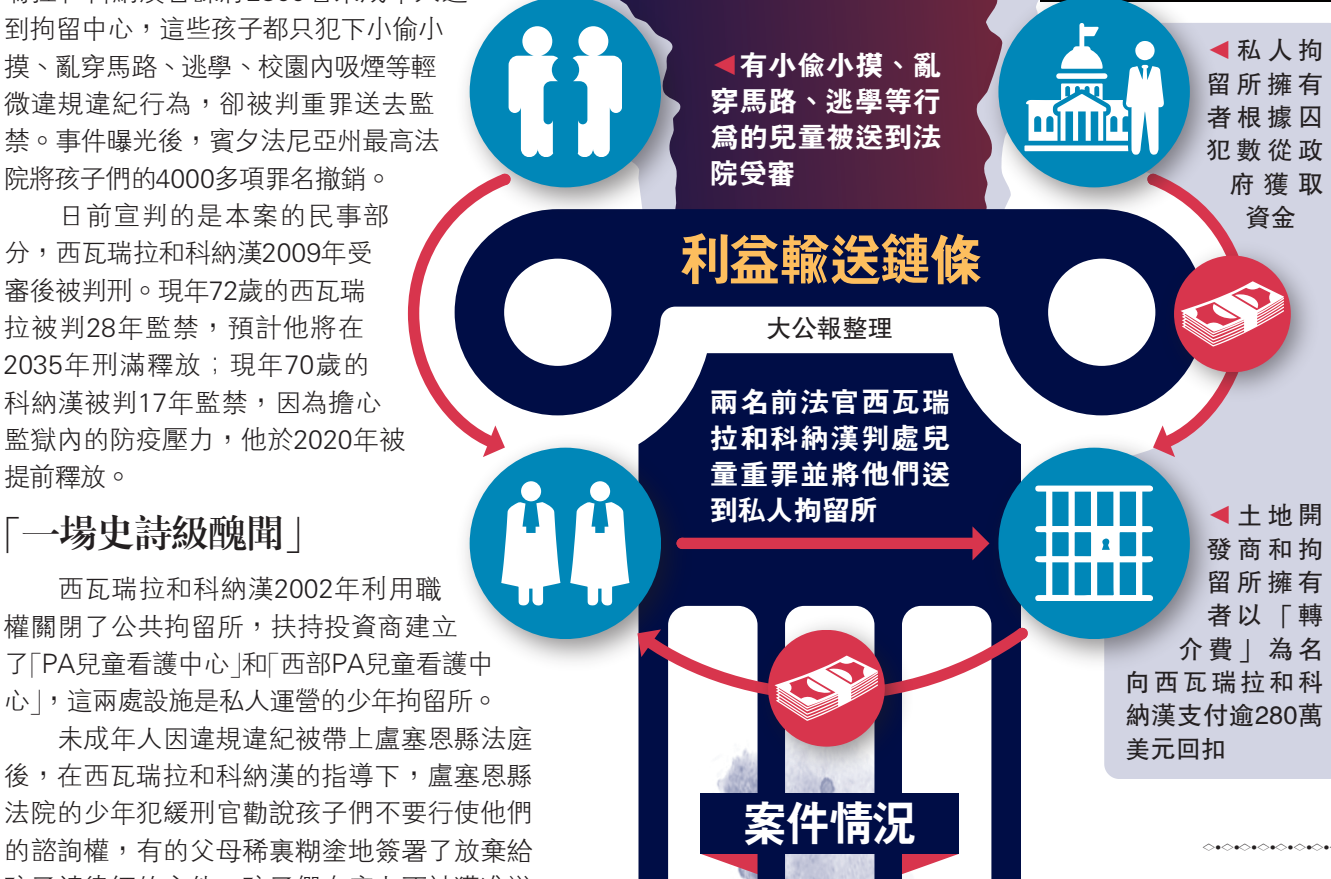 到拘留中心，這些孩子都只犯下小偷小
摸、亂穿馬路、逃學、校園內吸煙等輕
微違規違紀行為，卻被判重罪送去監
禁。事件曝光後，賓夕法尼亞州最高法
院將孩子們的4000多項罪名撤銷。
日前宣判的是本案的民事部
分，西瓦瑞拉和科納漢2009年受
審後被判刑。現年72歲的西瓦瑞
拉被判28年監禁，預計他將在
2035年刑滿釋放；現年70歲的
科納漢被判17年監禁，因為擔心
監獄內的防疫壓力，他於2020年被
提前釋放。
「一場史詩級醜聞」
西瓦瑞拉和科納漢2002年利用職
權關閉了公共拘留所，扶持投資商建立
了「PA兒童看護中心」和「西部PA兒童看護中
心」，這兩處設施是私人運營的少年拘留所。
未成年人因違規違紀被帶上盧塞恩縣法庭
後，在西瓦瑞拉和科納漢的指導下，盧塞恩縣
法院的少年犯緩刑官勸說孩子們不要行使他們
的諮詢權，有的父母稀裏糊塗地簽署了放棄給
◀有小偷小摸、亂
穿馬路、逃學等行
爲的兒童被送到法
院受審
◀私人拘
留所擁有
者根據囚
犯數從政
府獲取
資金
利益輸送鏈條
大公報整理
兩名前法官西瓦瑞
拉和科納漢判處兒
童重罪並將他們送
到私人拘留所
◀土地開
發商和拘
留所擁有
者以「轉
介費」為名
向西瓦瑞拉和科
納漢支付逾280萬
美元回扣
案件情況